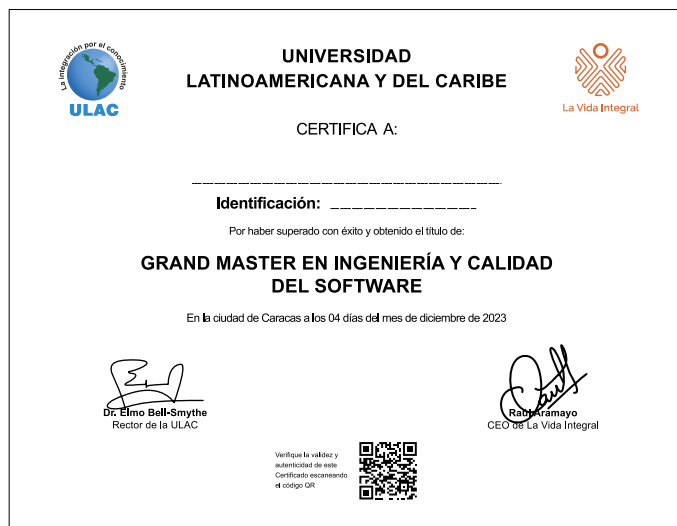 La integración por el conocimiento
ULAC
UNIVERSIDAD
LATINOAMERICANA Y DEL CARIBE
La Vida Integral
CERTIFICA A:
Identificación:
Por haber superado con éxito y obtenido el título de:
GRAND MASTER EN INGENIERÍA Y CALIDAD
DEL SOFTWARE
En la ciudad de Caracas a los 04 días del mes de diciembre de 2023
Dr. Elmo Bell-Smythe
Rector de la ULAC
Raúl Aramayo
CEO de La Vida Integral
Verifique la validez y
autenticidad de este
Certificado escaneando
el código QR